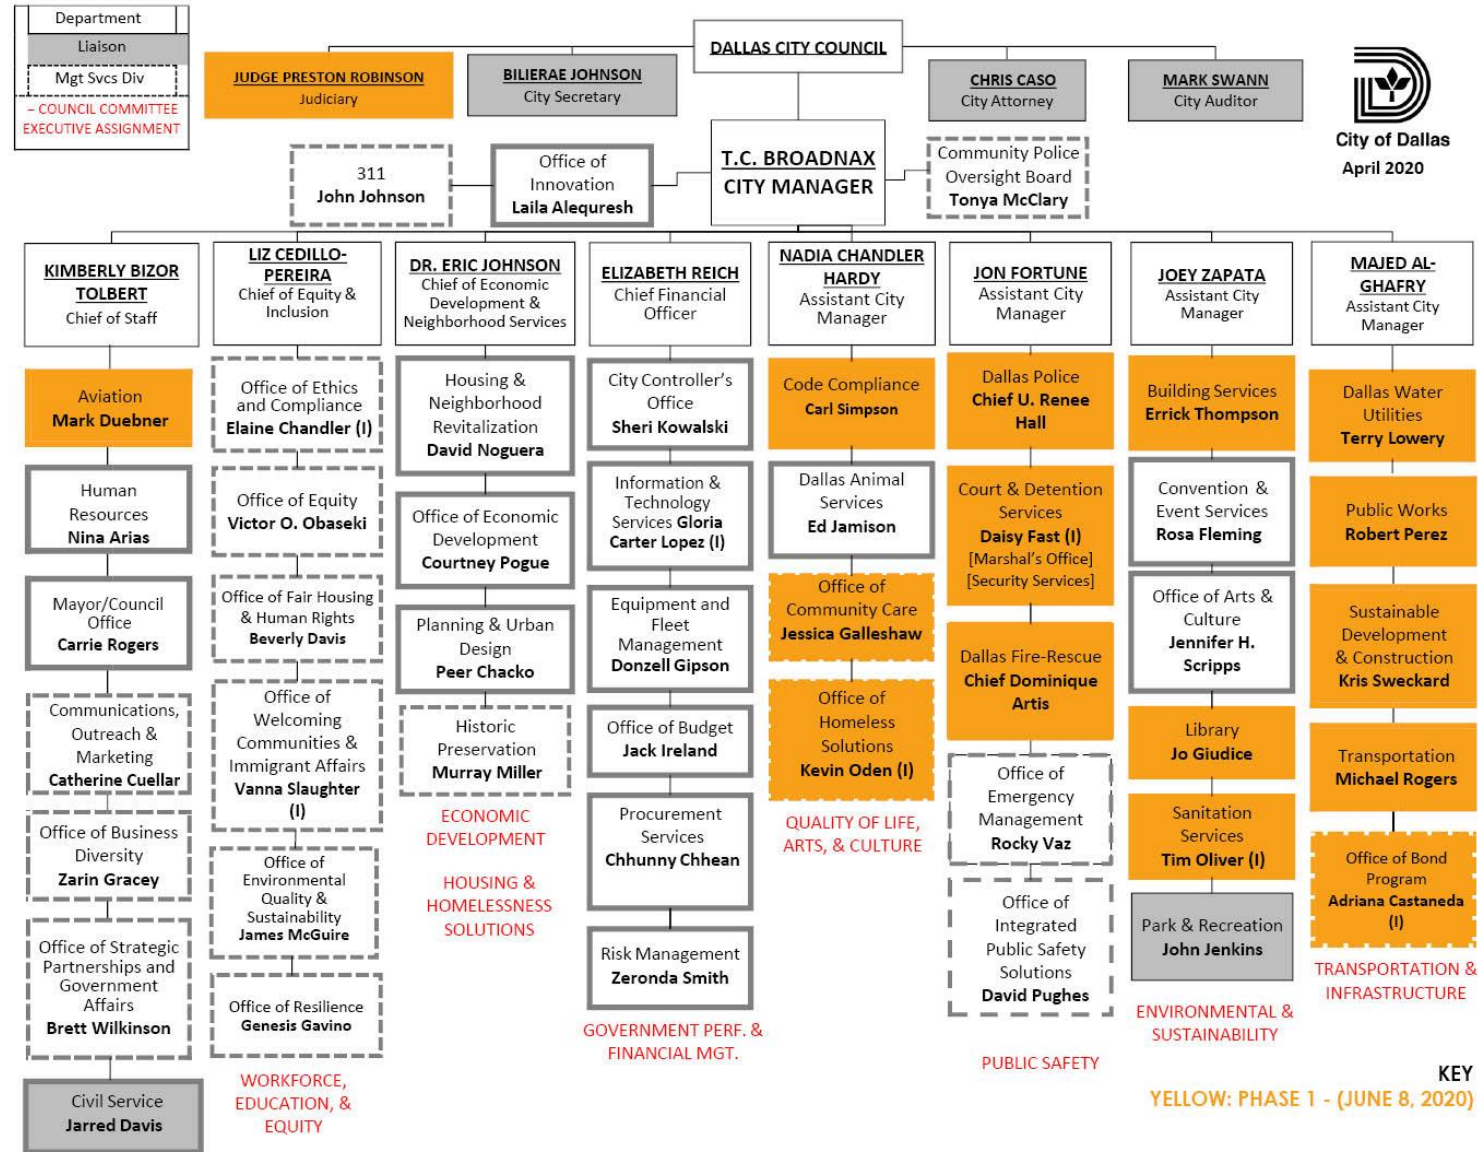 Department
Liaison
Mgt Svcs Div
– COUNCIL COMMITTEE
EXECUTIVE ASSIGNMENT
DALLAS CITY COUNCIL
JUDGE PRESTON ROBINSON
Judiciary
BILIERAE JOHNSON
City Secretary
CHRIS CASO
City Attorney
MARK SWANN
City Auditor
City of Dallas
April 2020
311
John Johnson
Office of
Innovation
Laila Alequresh
T.C. BROADNAX
CITY MANAGER
Community Police
Oversight Board
Tonya McClary
KIMBERLY BIZOR
TOLBERT
Chief of Staff
Aviation
Mark Duebner
Human
Resources
Nina Arias
Mayor/Council
Office
Carrie Rogers
Communications,
Outreach &
Marketing
Catherine Cuellar
Office of Business
Diversity
Zarin Gracey
Office of Strategic
Partnerships and
Government
Affairs
Brett Wilkinson
Civil Service
Jarred Davis
LIZ CEDILLO-
PEREIRA
Chief of Equity &
Inclusion
Office of Ethics
and Compliance
Elaine Chandler (I)
Office of Equity
Victor O. Obaseki
Office of Fair Housing
& Human Rights
Beverly Davis
Office of
Welcoming
Communities &
Immigrant Affairs
Vanna Slaughter
(I)
Office of
Environmental
Quality &
Sustainability
James McGuire
Office of Resilience
Genesis Gavino
WORKFORCE,
EDUCATION, &
EQUITY
DR. ERIC JOHNSON
Chief of Economic
Development &
Neighborhood Services
Housing &
Neighborhood
Revitalization
David Noguera
Office of Economic
Development
Courtney Pogue
Planning & Urban
Design
Peer Chacko
Historic
Preservation
Murray Miller
ECONOMIC
DEVELOPMENT
HOUSING &
HOMELESSNESS
SOLUTIONS
ELIZABETH REICH
Chief Financial
Officer
City Controller's
Office
Sheri Kowalski
Information &
Technology
Services Gloria
Carter Lopez (I)
Equipment and
Fleet
Management
Donzell Gipson
Office of Budget
Jack Ireland
Procurement
Services
Chhunny Chhean
Risk Management
Zeronda Smith
GOVERNMENT PERF. &
FINANCIAL MGT.
NADIA CHANDLER
HARDY
Assistant City
Manager
Code Compliance
Carl Simpson
Dallas Animal
Services
Ed Jamison
Office of
Community Care
Jessica Galleshaw
Office of
Homeless
Solutions
Kevin Oden (I)
QUALITY OF LIFE,
ARTS, & CULTURE
JON FORTUNE
Assistant City
Manager
Dallas Police
Chief U. Renee
Hall
Court & Detention
Services
Daisy Fast (I)
[Marshal's Office]
[Security Services]
Dallas Fire-Rescue
Chief Dominique
Artis
Office of
Emergency
Management
Rocky Vaz
Office of
Integrated
Public Safety
Solutions
David Pughes
PUBLIC SAFETY
JOEY ZAPATA
Assistant City
Manager
Building Services
Errick Thompson
Convention &
Event Services
Rosa Fleming
Office of Arts &
Culture
Jennifer H.
Scripps
Library
Jo Giudice
Sanitation
Services
Tim Oliver (I)
Park & Recreation
John Jenkins
ENVIRONMENTAL &
SUSTAINABILITY
MAJED AL-
GHAFRY
Assistant City
Manager
Dallas Water
Utilities
Terry Lowery
Public Works
Robert Perez
Sustainable
Development
& Construction
Kris Sweckard
Transportation
Michael Rogers
Office of Bond
Program
Adriana Castaneda
(I)
TRANSPORTATION &
INFRASTRUCTURE
KEY
YELLOW: PHASE 1 - (JUNE 8, 2020)